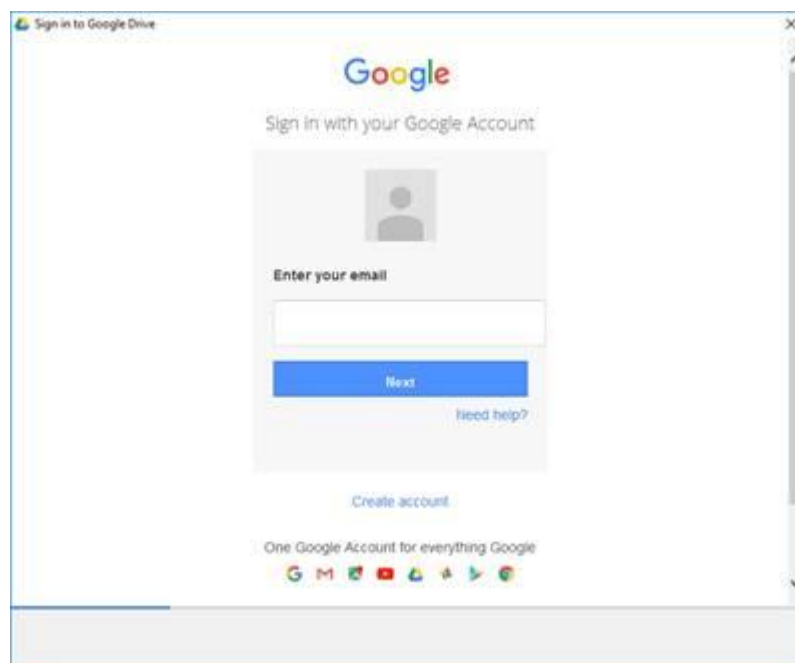 Sign in to Google Drive
Google
Sign in with your Google Account
Enter your email
Next
Need help?
Create account
One Google Account for everything Google